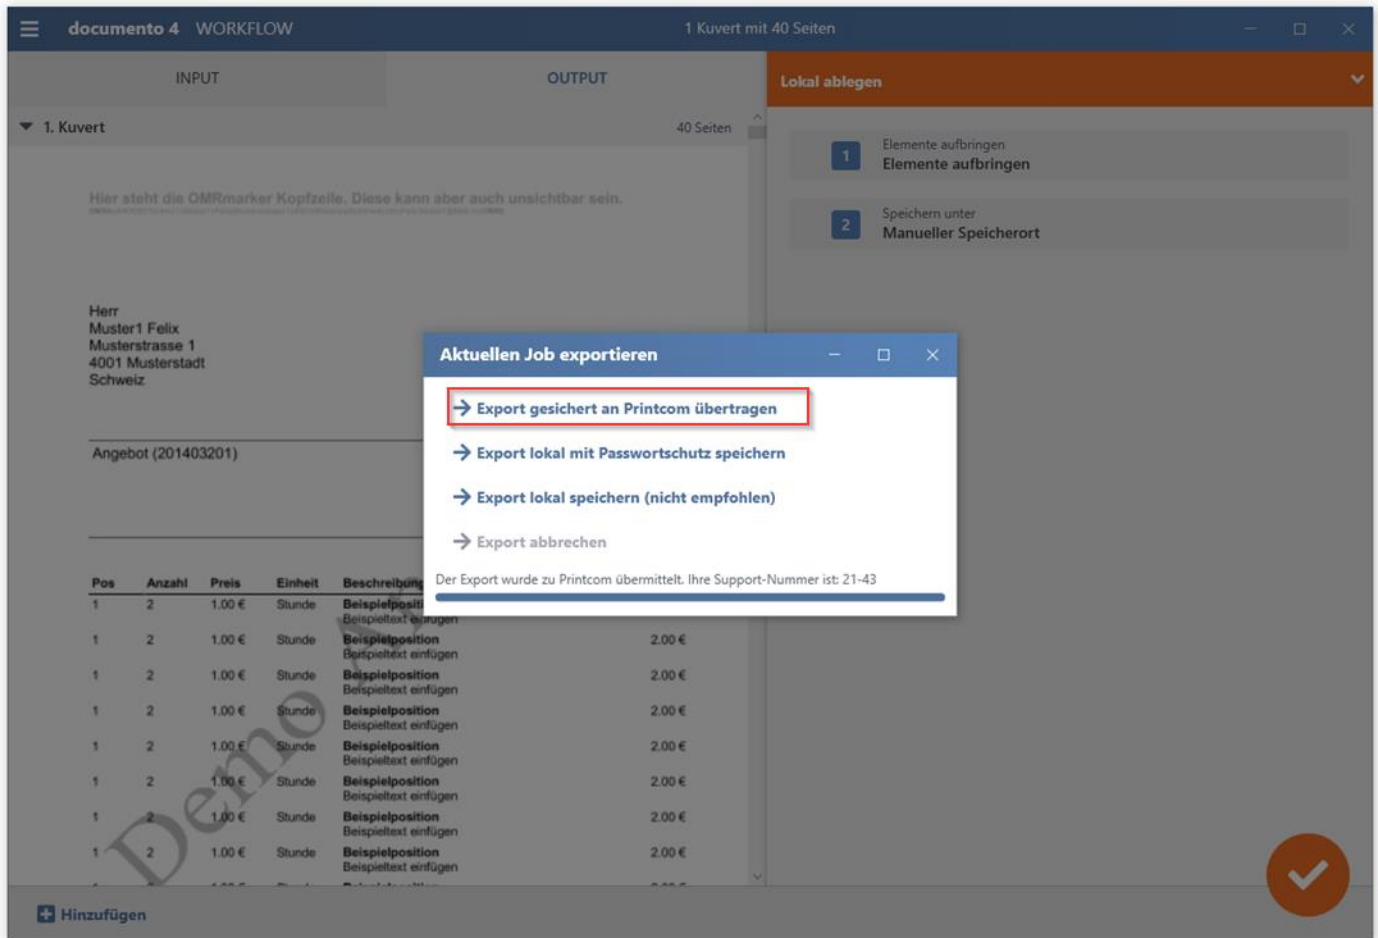 documento 4 WORKFLOW
1 Kuvert mit 40 Seiten
INPUT
OUTPUT
Lokal ablegen
1. Kuvert
40 Seiten
1
Elemente aufbringen
Elemente aufbringen
2
Speichern unter
Manueller Speicherort
Hier steht die OMRmarker Kopfzeile. Diese kann aber auch unsichtbar sein.
Herr
Muster1 Felix
Musterstrasse 1
4001 Musterstadt
Schweiz
Angebot (201403201)
Aktuellen Job exportieren
Export gesichert an Printcom übertragen
Export lokal mit Passwortschutz speichern
Export lokal speichern (nicht empfohlen)
Export abbrechen
Der Export wurde zu Printcom übermittelt. Ihre Support-Nummer ist: 21-43
Pos Anzahl Preis Einheit Beschreibung
1 2 1.00 € Stunde
Beispieltext einfügen
1 2 1.00 € Stunde Beispielposition 2.00 €
Beispieltext einfügen
1 2 1.00 € Stunde Beispielposition 2.00 €
Beispieltext einfügen
1 2 1.00 € Stunde Beispielposition 2.00 €
Beispieltext einfügen
1 2 1.00 € Stunde Beispielposition 2.00 €
Beispieltext einfügen
1 2 1.00 € Stunde Beispielposition 2.00 €
Beispieltext einfügen
1 2 1.00 € Stunde Beispielposition 2.00 €
Beispieltext einfügen
1 2 1.00 € Stunde Beispielposition 2.00 €
Beispieltext einfügen
Demo
Hinzufügen